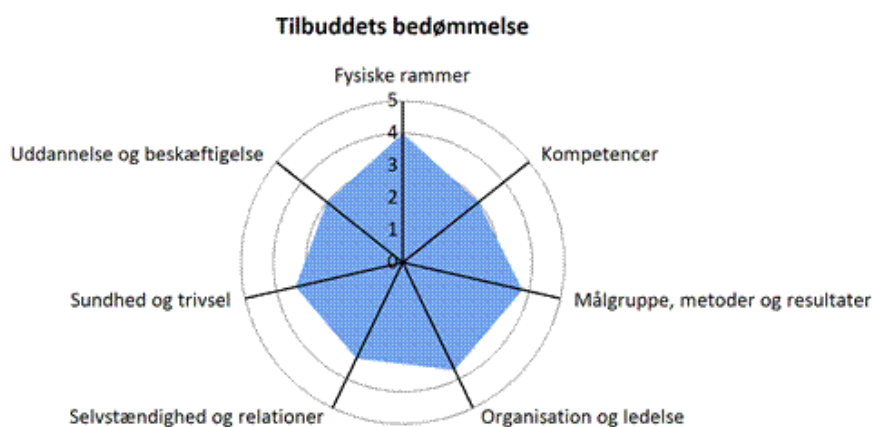 Tilbuddets bedømmelse
Fysiske rammer
5
4
3
2
1
0
Uddannelse og beskæftigelse
Kompetencer
Sundhed og trivsel
Målgruppe, metoder og resultater
Selvstændighed og relationer
Organisation og ledelse